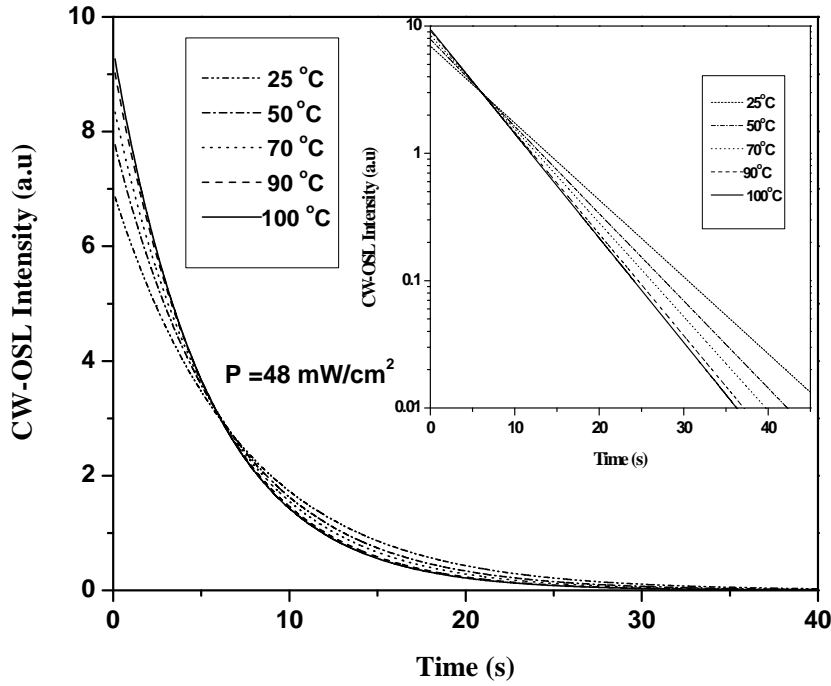 CW-OSL Intensity (a.u)
10
8
6
4
2
0
25 °C
50 °C
70 °C
90 °C
100 °C
P =48 mW/cm²
0
10
20
30
40
Time (s)
CW-OSL Intensity (a.u)
10
1
0.1
0.01
25°C
50°C
70°C
90°C
100°C
0
10
20
30
40
Time (s)